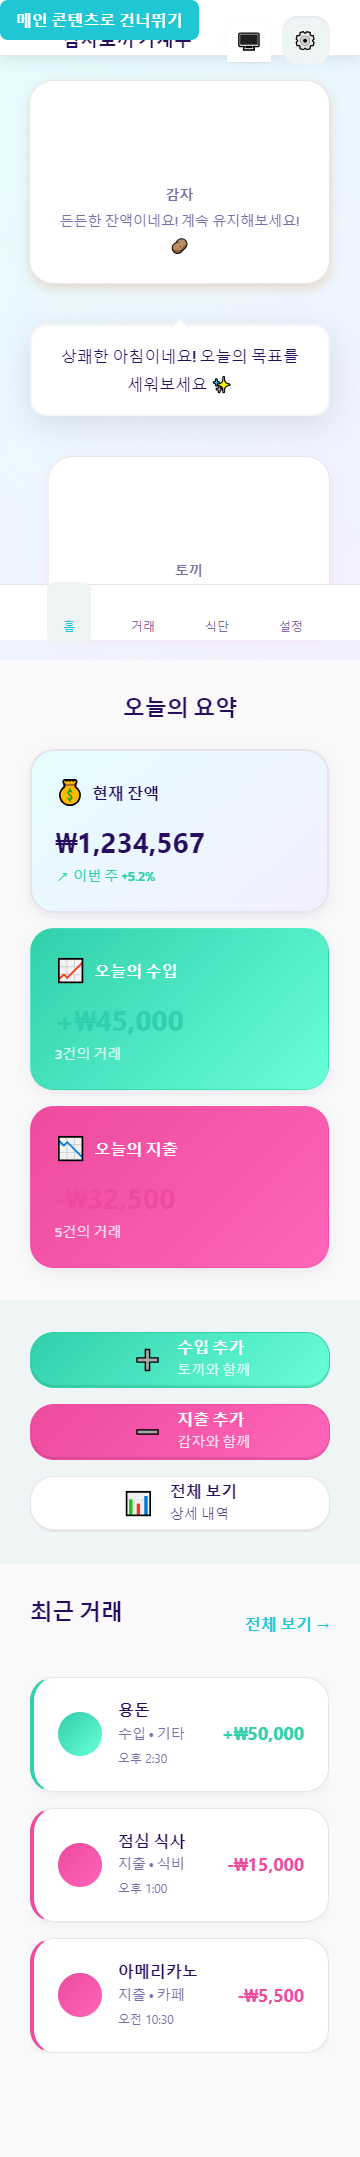 메인 콘텐츠로 건너뛰기
감자
든든한 잔액이네요! 계속 유지해보세요!
상쾌한 아침이네요! 오늘의 목표를
세워보세요
토끼
홈
거래
식단
설정
오늘의 요약
현재 잔액
₩1,234,567
↗ 이번 주 +5.2%
오늘의 수입
+₩45,000
3건의 거래
오늘의 지출
-₩32,500
5건의 거래
수입 추가
토끼와 함께
지출 추가
감자와 함께
전체 보기
상세 내역
최근 거래
전체 보기 →
용돈
수입 • 기타
오후 2:30
+₩50,000
점심 식사
지출 • 식비
오후 1:00
-₩15,000
아메리카노
지출 • 카페
오전 10:30
-₩5,500